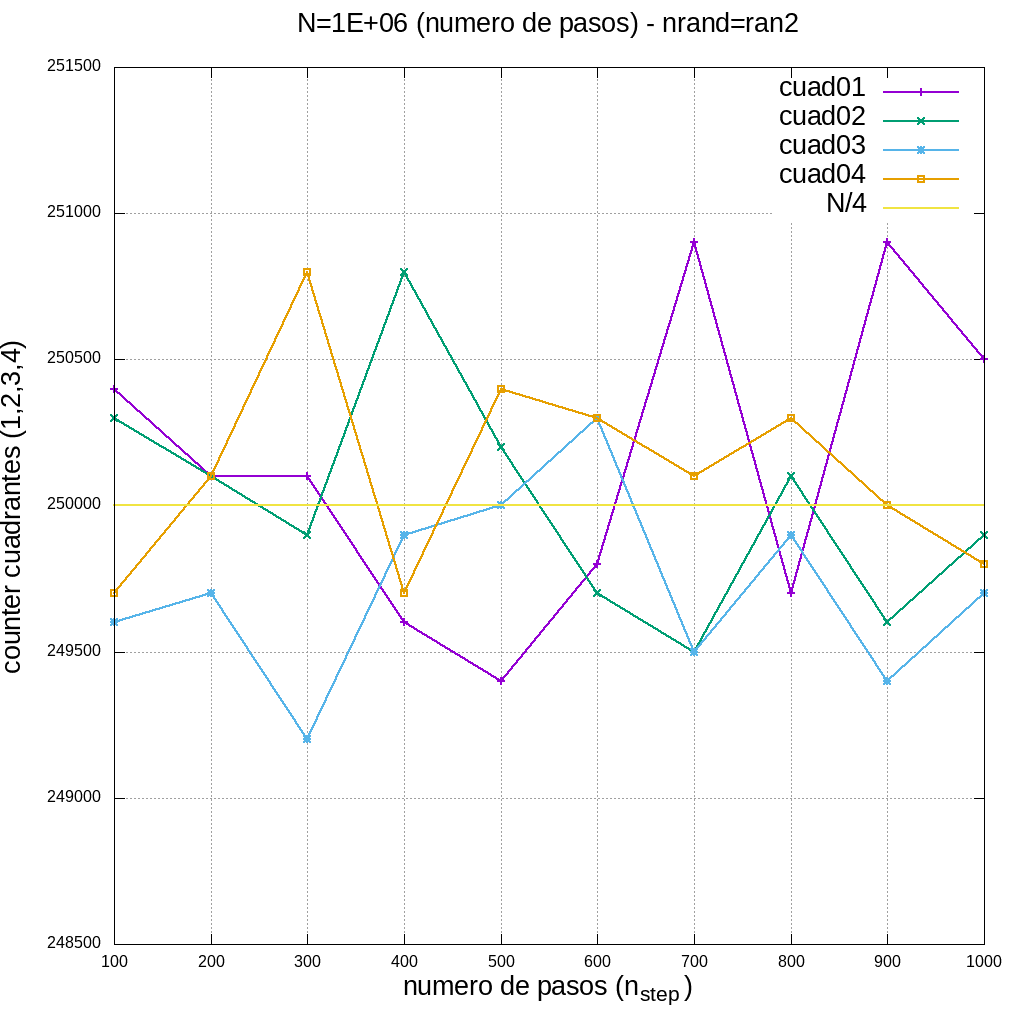 N=1E+06 (numero de pasos) - nrand=ran2
251500
251000
250500
250000
249500
249000
248500
counter cuadrantes (1,2,3,4)
cuad01
cuad02
cuad03
cuad04
N/4
100 200 300 400 500 600 700 800 900 1000
numero de pasos (nstep)